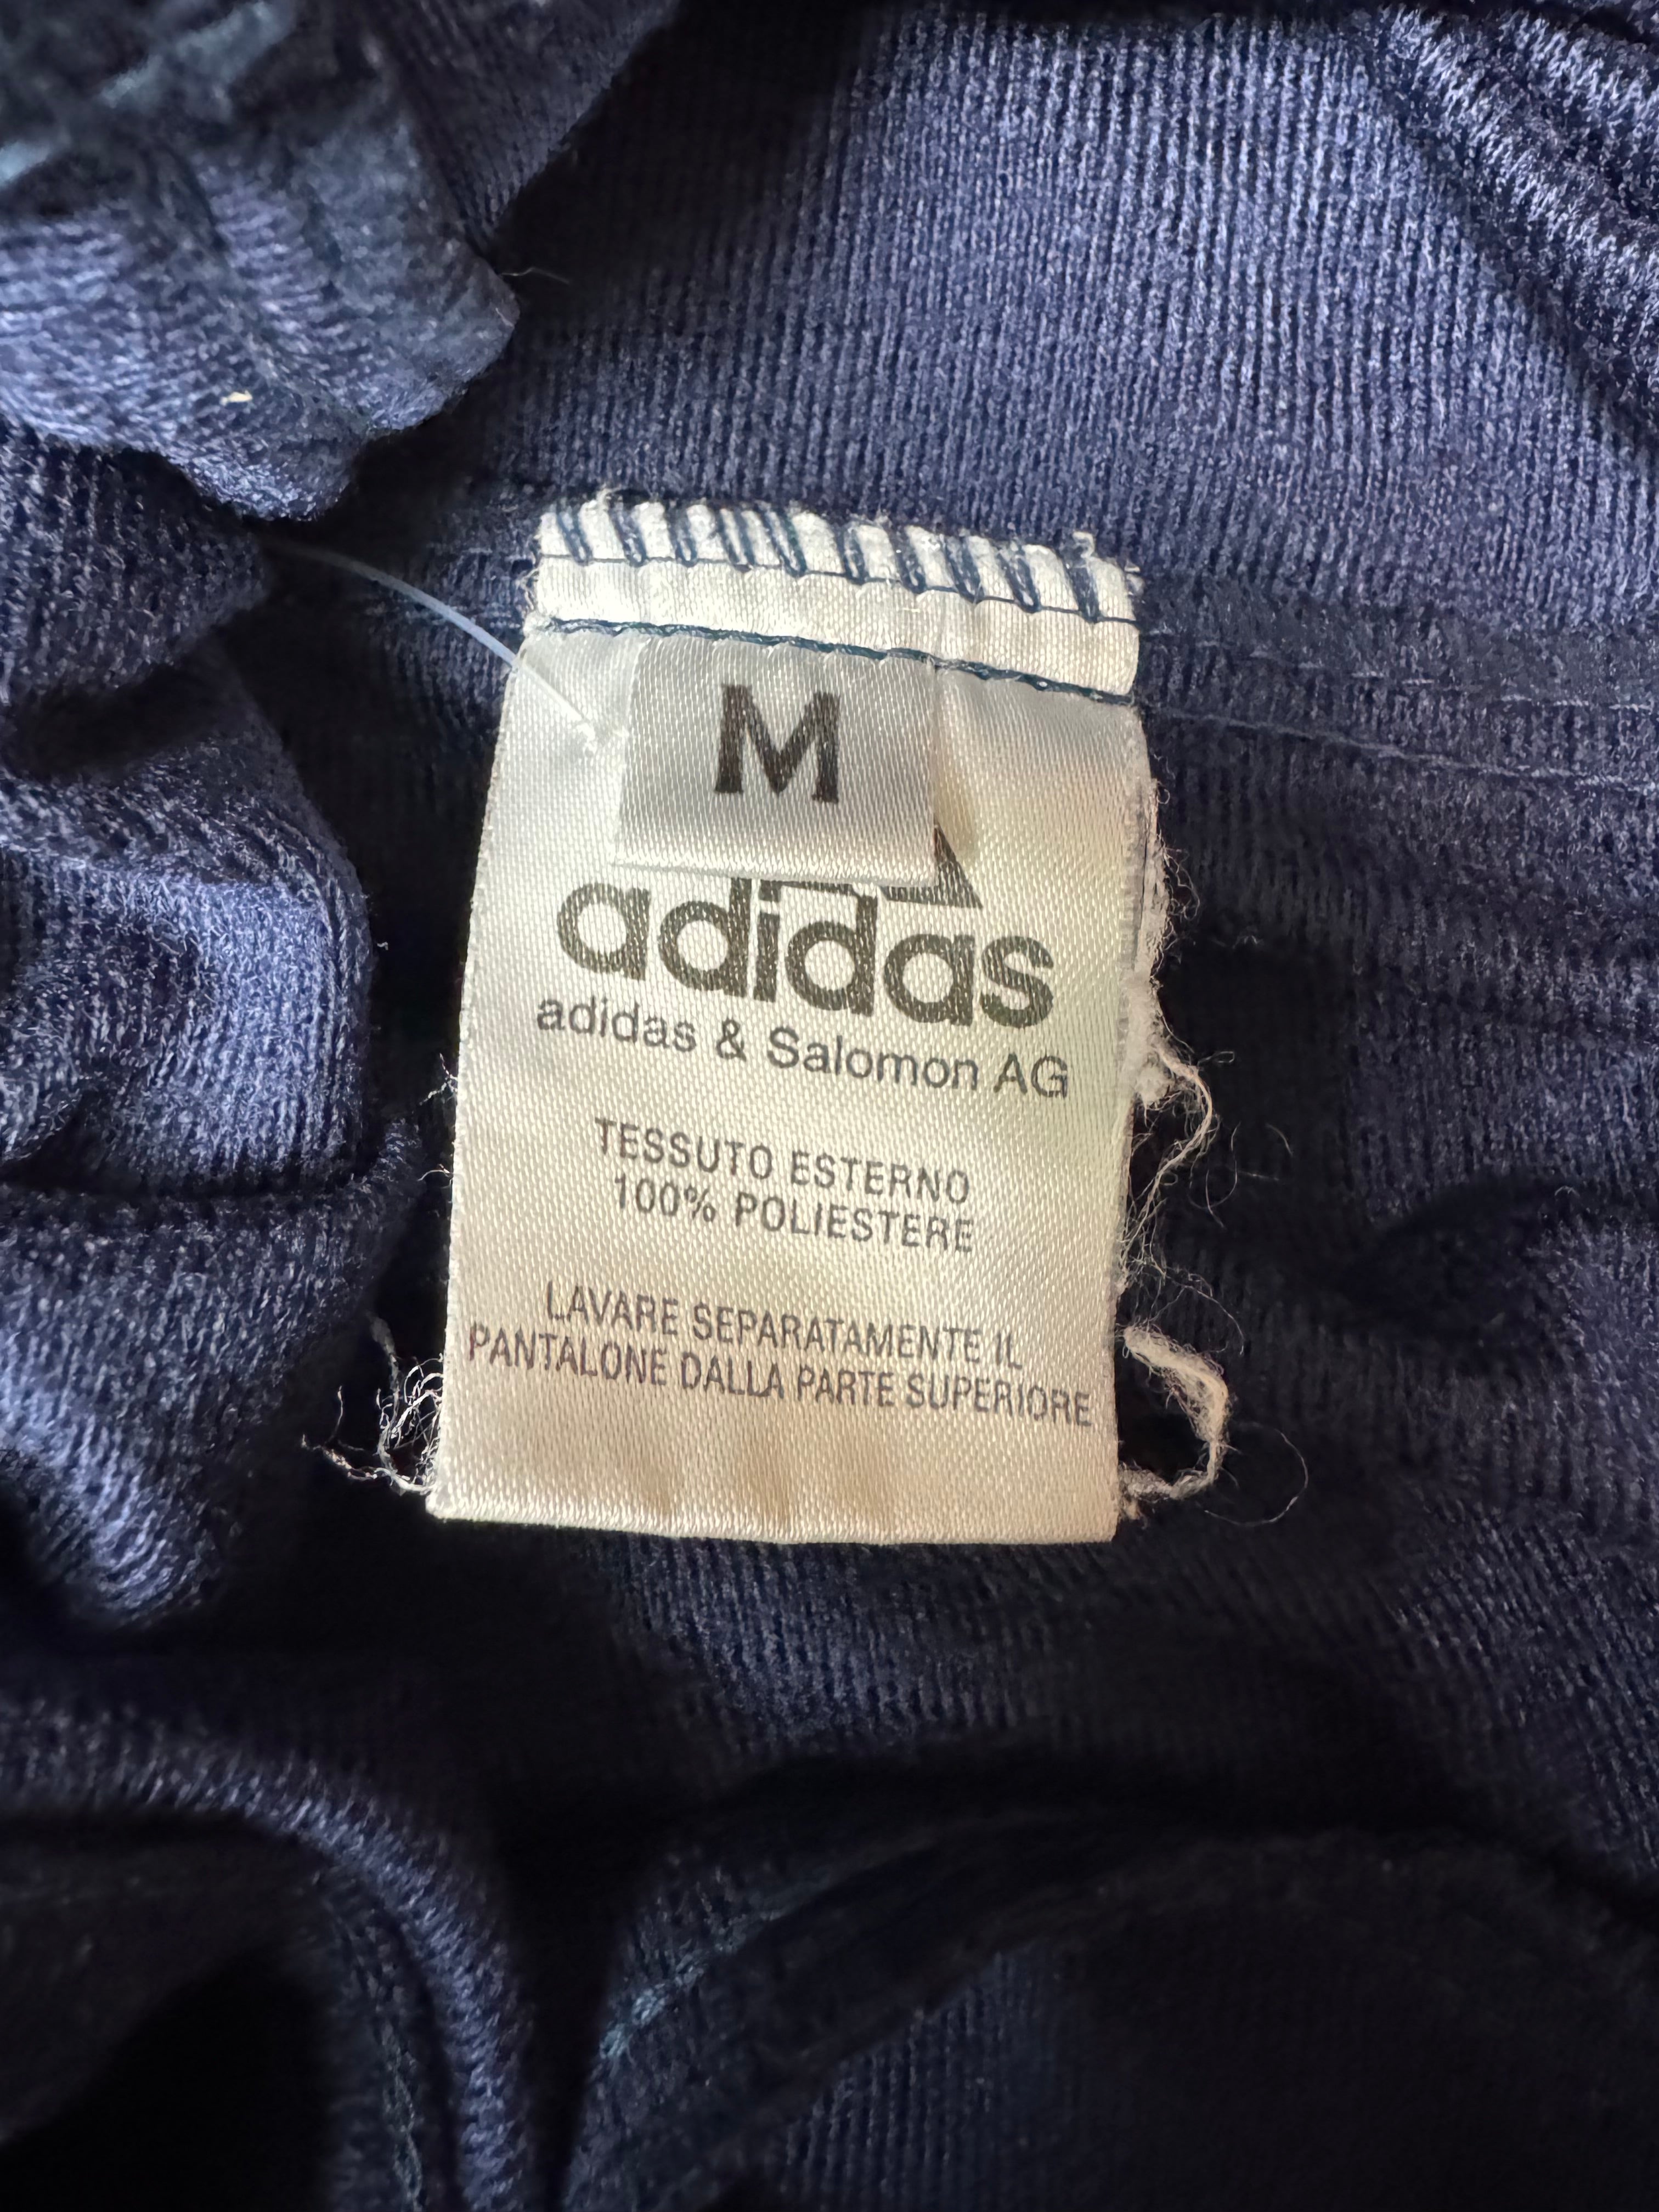 M
adidas
adidas & Salomon AG
TESSUTO ESTERNO
100% POLIESTERE
LAVARE SEPARATAMENTE IL
PANTALONE DALLA PARTE SUPERIORE